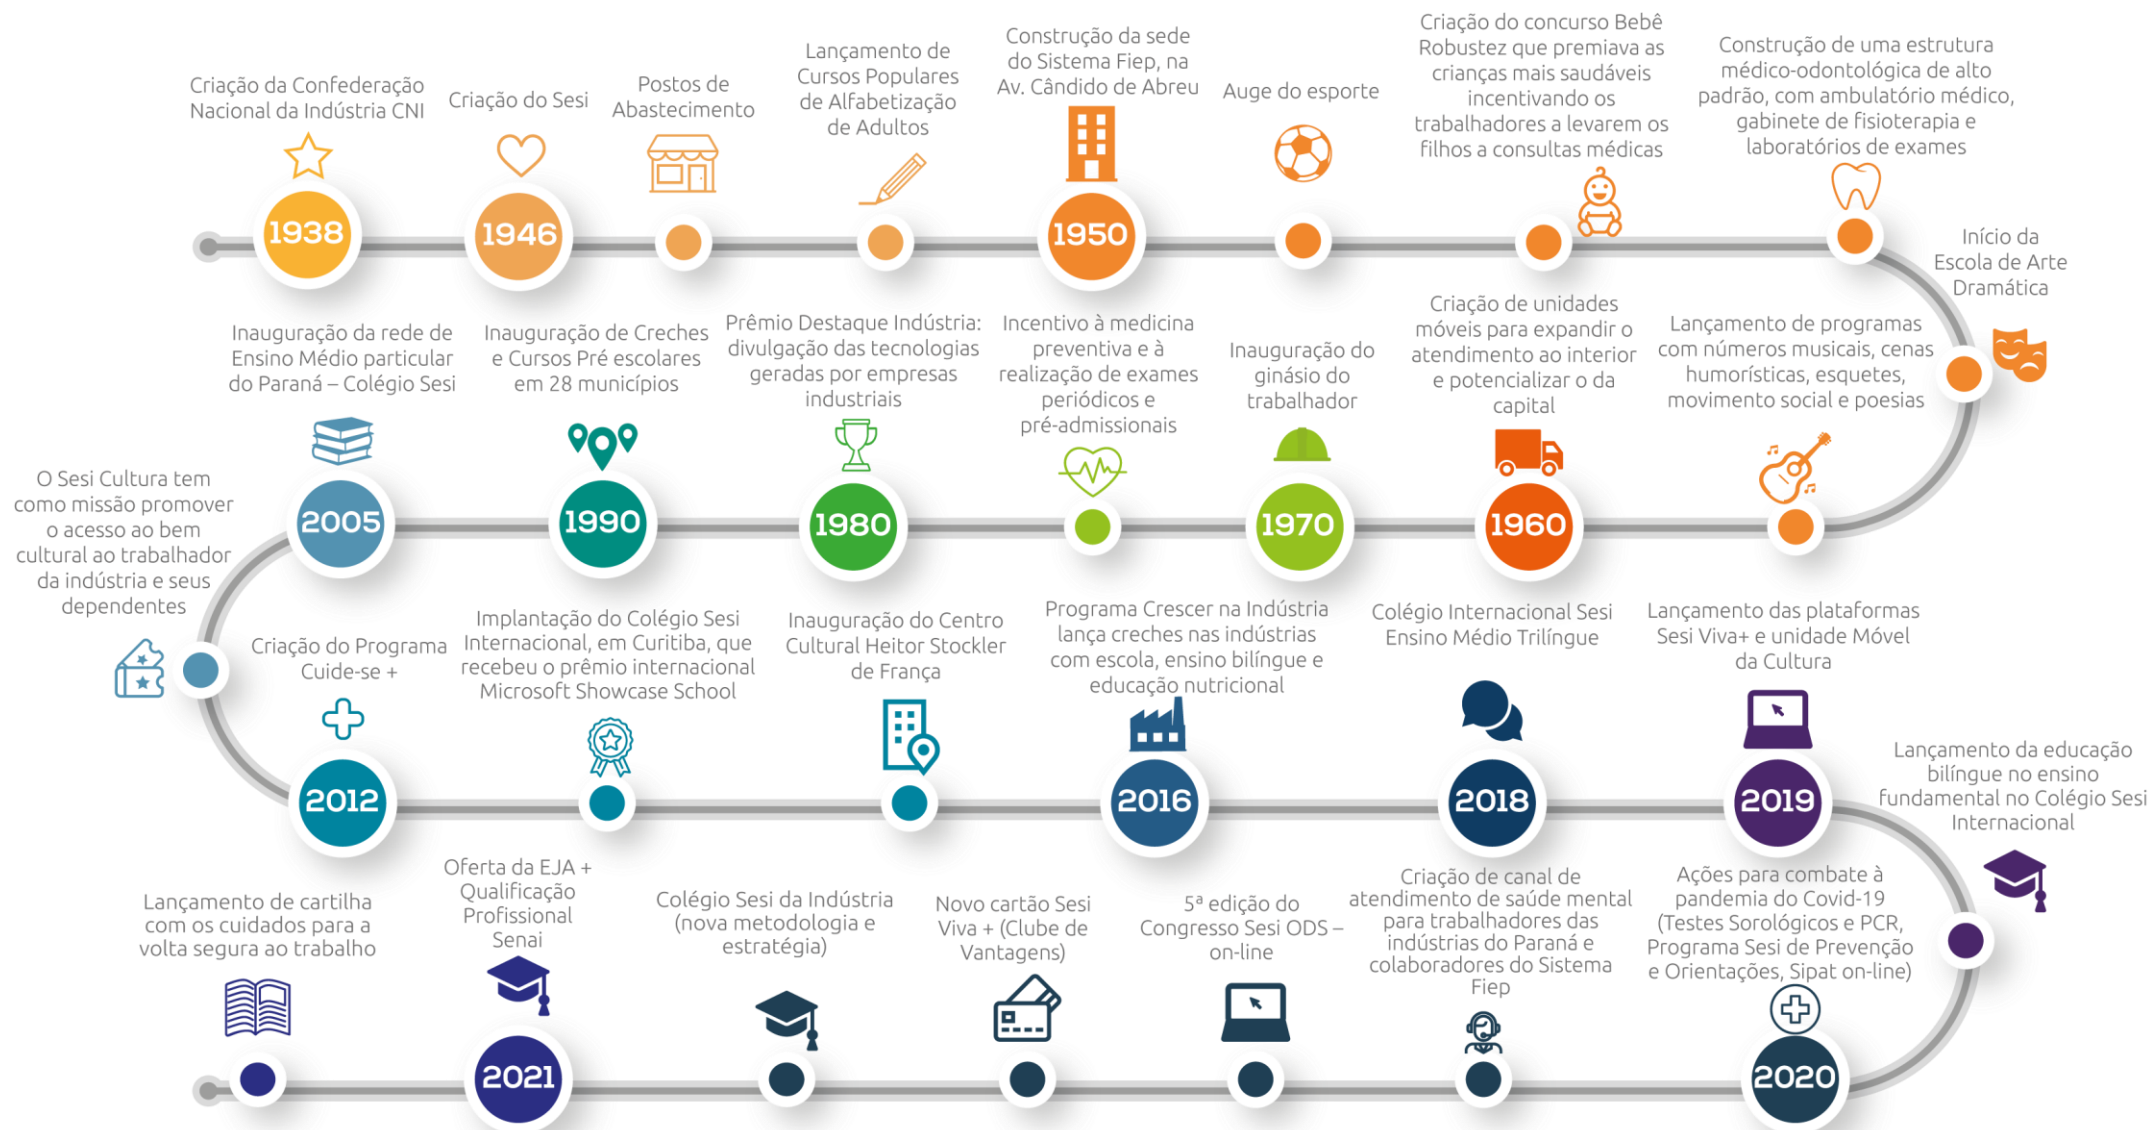 Criação da Confederação
Nacional da Indústria CNI
1938
Criação do Sesi
1946
Postos de
Abastecimento
Lançamento de
Cursos Populares
de Alfabetização
de Adultos
Construção da sede
do Sistema Fiep, na
Av. Cândido de Abreu
1950
Auge do esporte
Criação do concurso Bebê
Robustez que premiava as
crianças mais saudáveis
incentivando os
trabalhadores a levarem os
filhos a consultas médicas
Construção de uma estrutura
médico-odontológica de alto
padrão, com ambulatório médico,
gabinete de fisioterapia e
laboratórios de exames
Início da
Escola de Arte
Dramática
Lançamento de programas
com números musicais, cenas
humorísticas, esquetes,
movimento social e poesias
Criação de unidades
móveis para expandir o
atendimento ao interior
e potencializar o da
capital
1960
Inauguração do
ginásio do
trabalhador
1970
Incentivo à medicina
preventiva e à
realização de exames
periódicos e
pré-admissionais
Prêmio Destaque Indústria:
divulgação das tecnologias
geradas por empresas
industriais
1980
Inauguração de Creches
e Cursos Pré escolares
em 28 municípios
1990
Inauguração da rede de
Ensino Médio particular
do Paraná – Colégio Sesi
2005
O Sesi Cultura tem
como missão promover
o acesso ao bem
cultural ao trabalhador
da indústria e seus
dependentes
Criação do Programa
Cuide-se +
2012
Implantação do Colégio Sesi
Internacional, em Curitiba, que
recebeu o prêmio internacional
Microsoft Showcase School
Inauguração do Centro
Cultural Heitor Stockler
de França
Programa Crescer na Indústria
lança creches nas indústrias
com escola, ensino bilíngue e
educação nutricional
2016
Colégio Internacional Sesi
Ensino Médio Trilíngue
2018
Lançamento das plataformas
Sesi Viva+ e unidade Móvel
da Cultura
2019
Lançamento da educação
bilíngue no ensino
fundamental no Colégio Sesi
Internacional
Ações para combate à
pandemia do Covid-19
(Testes Sorológicos e PCR,
Programa Sesi de Prevenção
e Orientações, Sipat on-line)
2020
Criação de canal de
atendimento de saúde mental
para trabalhadores das
indústrias do Paraná e
colaboradores do Sistema
Fiep
5ª edição do
Congresso Sesi ODS –
on-line
Novo cartão Sesi
Viva + (Clube de
Vantagens)
Colégio Sesi da Indústria
(nova metodologia e
estratégia)
Oferta da EJA +
Qualificação
Profissional
Senai
2021
Lançamento de cartilha
com os cuidados para a
volta segura ao trabalho